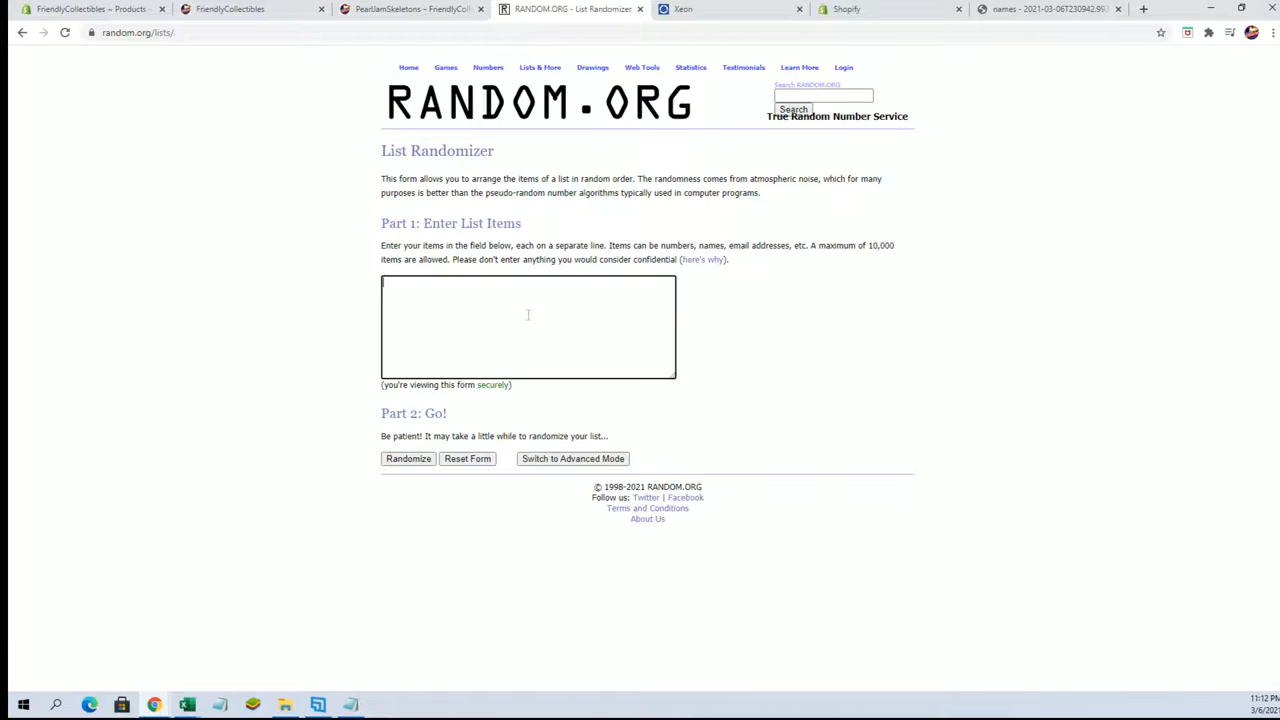 FriendlyCollectibles ~ Products ~
FriendlyCollectibles
PearlJamSkeletons ~ FriendlyColl
RANDOM.ORG - List Randomizer
Xeon
Shopify
names - 2021-03-06T230942.99
random.org/lists/
Home Games Numbers Lists & More Drawings Web Tools Statistics Testimonials Learn More Login
Search RANDOM.ORG
RANDOM.ORG
Search
True Random Number Service
List Randomizer
This form allows you to arrange the items of a list in random order. The randomness comes from atmospheric noise, which for many
purposes is better than the pseudo-random number algorithms typically used in computer programs.
Part 1: Enter List Items
Enter your items in the field below, each on a separate line. Items can be numbers, names, email addresses, etc. A maximum of 10,000
items are allowed. Please don't enter anything you would consider confidential (here's why).
(you're viewing this form securely)
Part 2: Go!
Be patient! It may take a little while to randomize your list...
Randomize Reset Form Switch to Advanced Mode
© 1998-2021 RANDOM.ORG
Follow us: Twitter | Facebook
Terms and Conditions
About Us
11:12 PM
3/6/2021